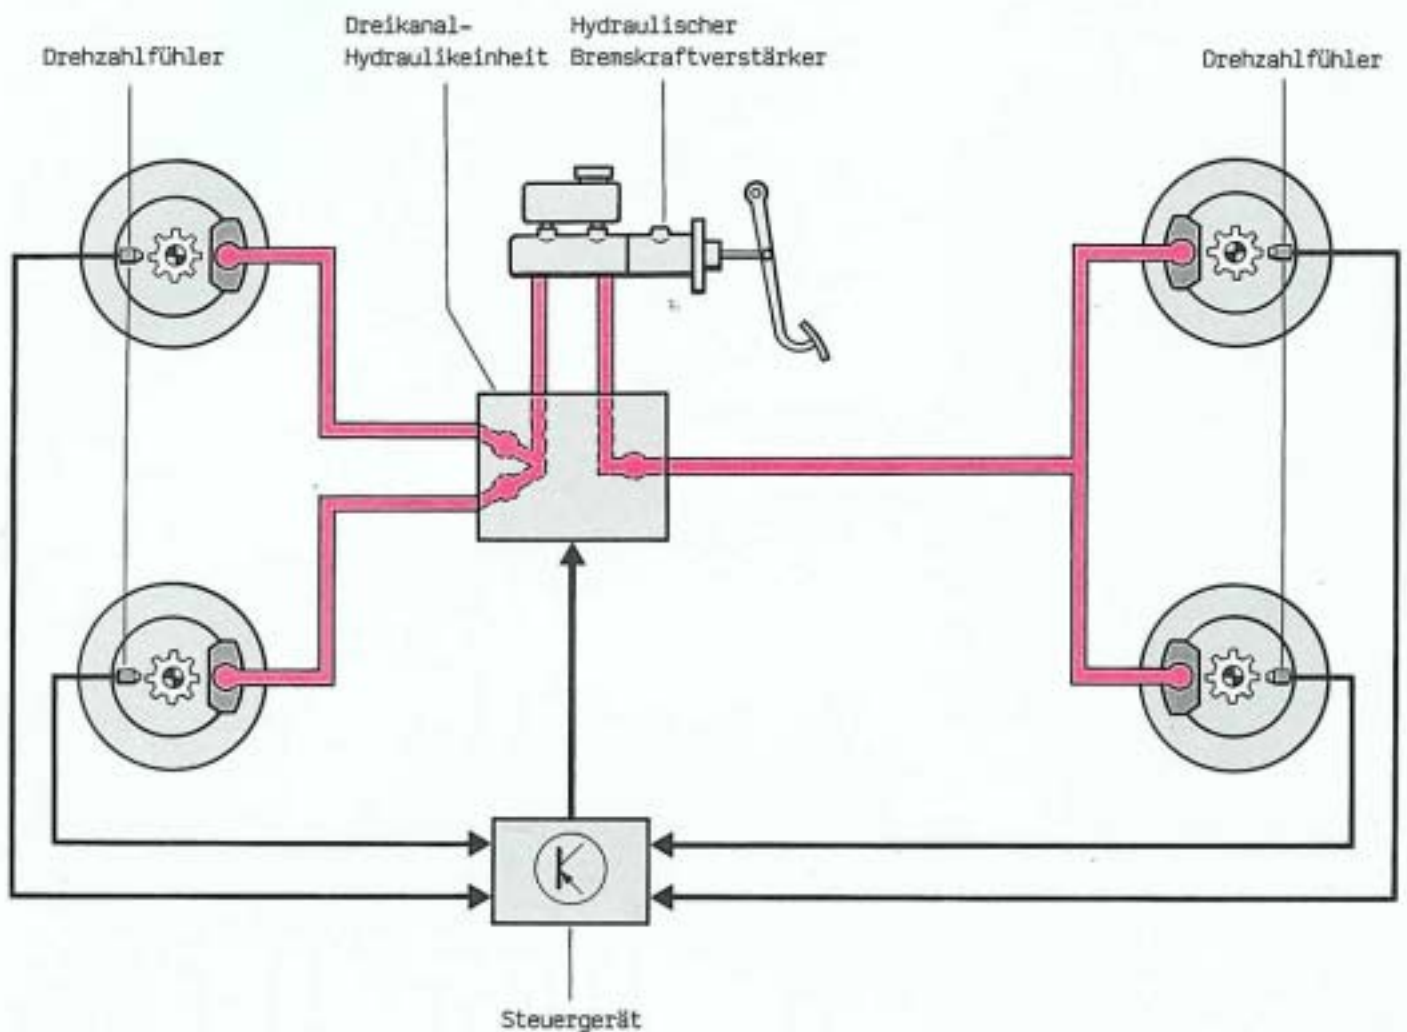 Drehzahlfühler
Dreikanal-
Hydraulikeinheit
Hydraulischer
Bremskraftverstärker
Drehzahlfühler
Steuergerät